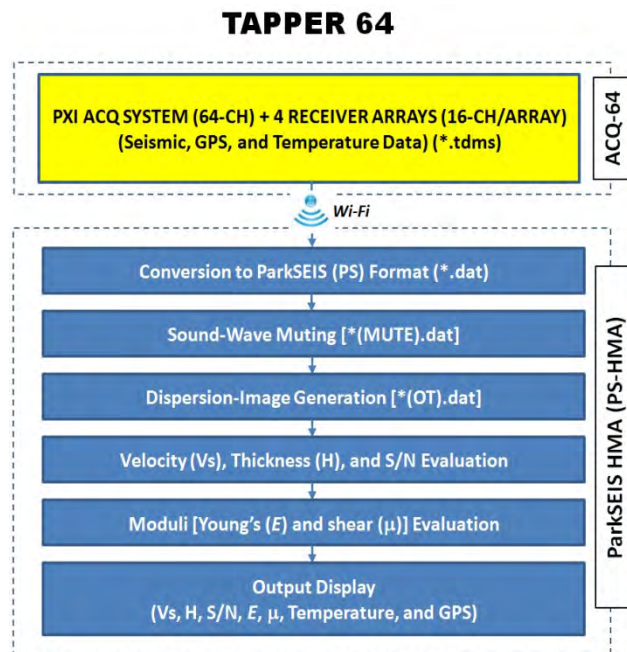 TAPPER 64
PXI ACQ SYSTEM (64-CH) + 4 RECEIVER ARRAYS (16-CH/ARRAY)
(Seismic, GPS, and Temperature Data) (*.tdms)
ACQ-64
Wi-Fi
Conversion to ParkSEIS (PS) Format (*.dat)
Sound-Wave Muting [*(MUTE).dat]
Dispersion-Image Generation [*(OT).dat]
Velocity (Vs), Thickness (H), and S/N Evaluation
Moduli [Young's (E) and shear (µ)] Evaluation
Output Display
(Vs, H, S/N, E, µ, Temperature, and GPS)
ParkSEIS HMA (PS-HMA)